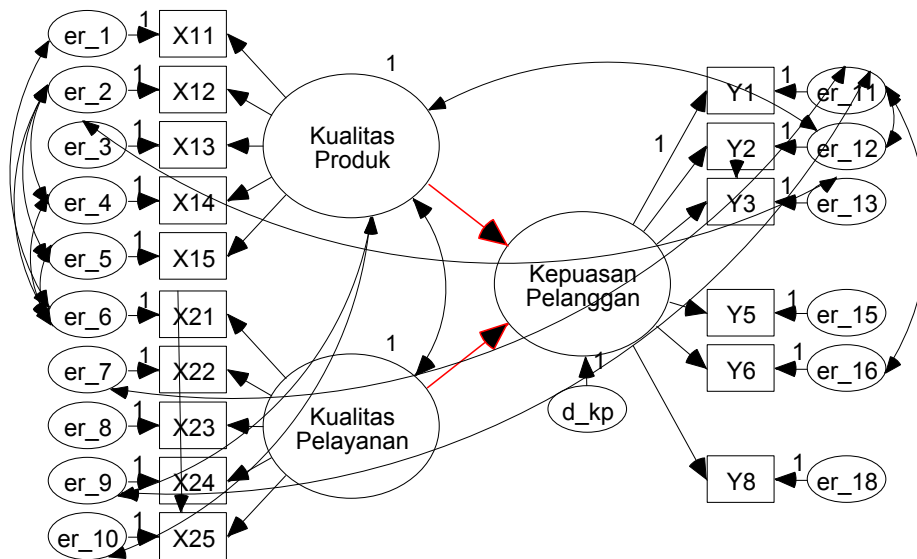 er_1
1
X11
er_2
1
X12
er_3
1
X13
er_4
1
X14
er_5
1
X15
er_6
1
X21
er_7
1
X22
er_8
1
X23
er_9
1
X24
er_10
1
X25
1
Kualitas
Produk
1
Kualitas
Pelayanan
Kepuasan
Pelanggan
1
d_kp
1
Y1
1
er_11
Y2
1
er_12
Y3
1
er_13
Y5
1
er_15
Y6
1
er_16
Y8
1
er_18